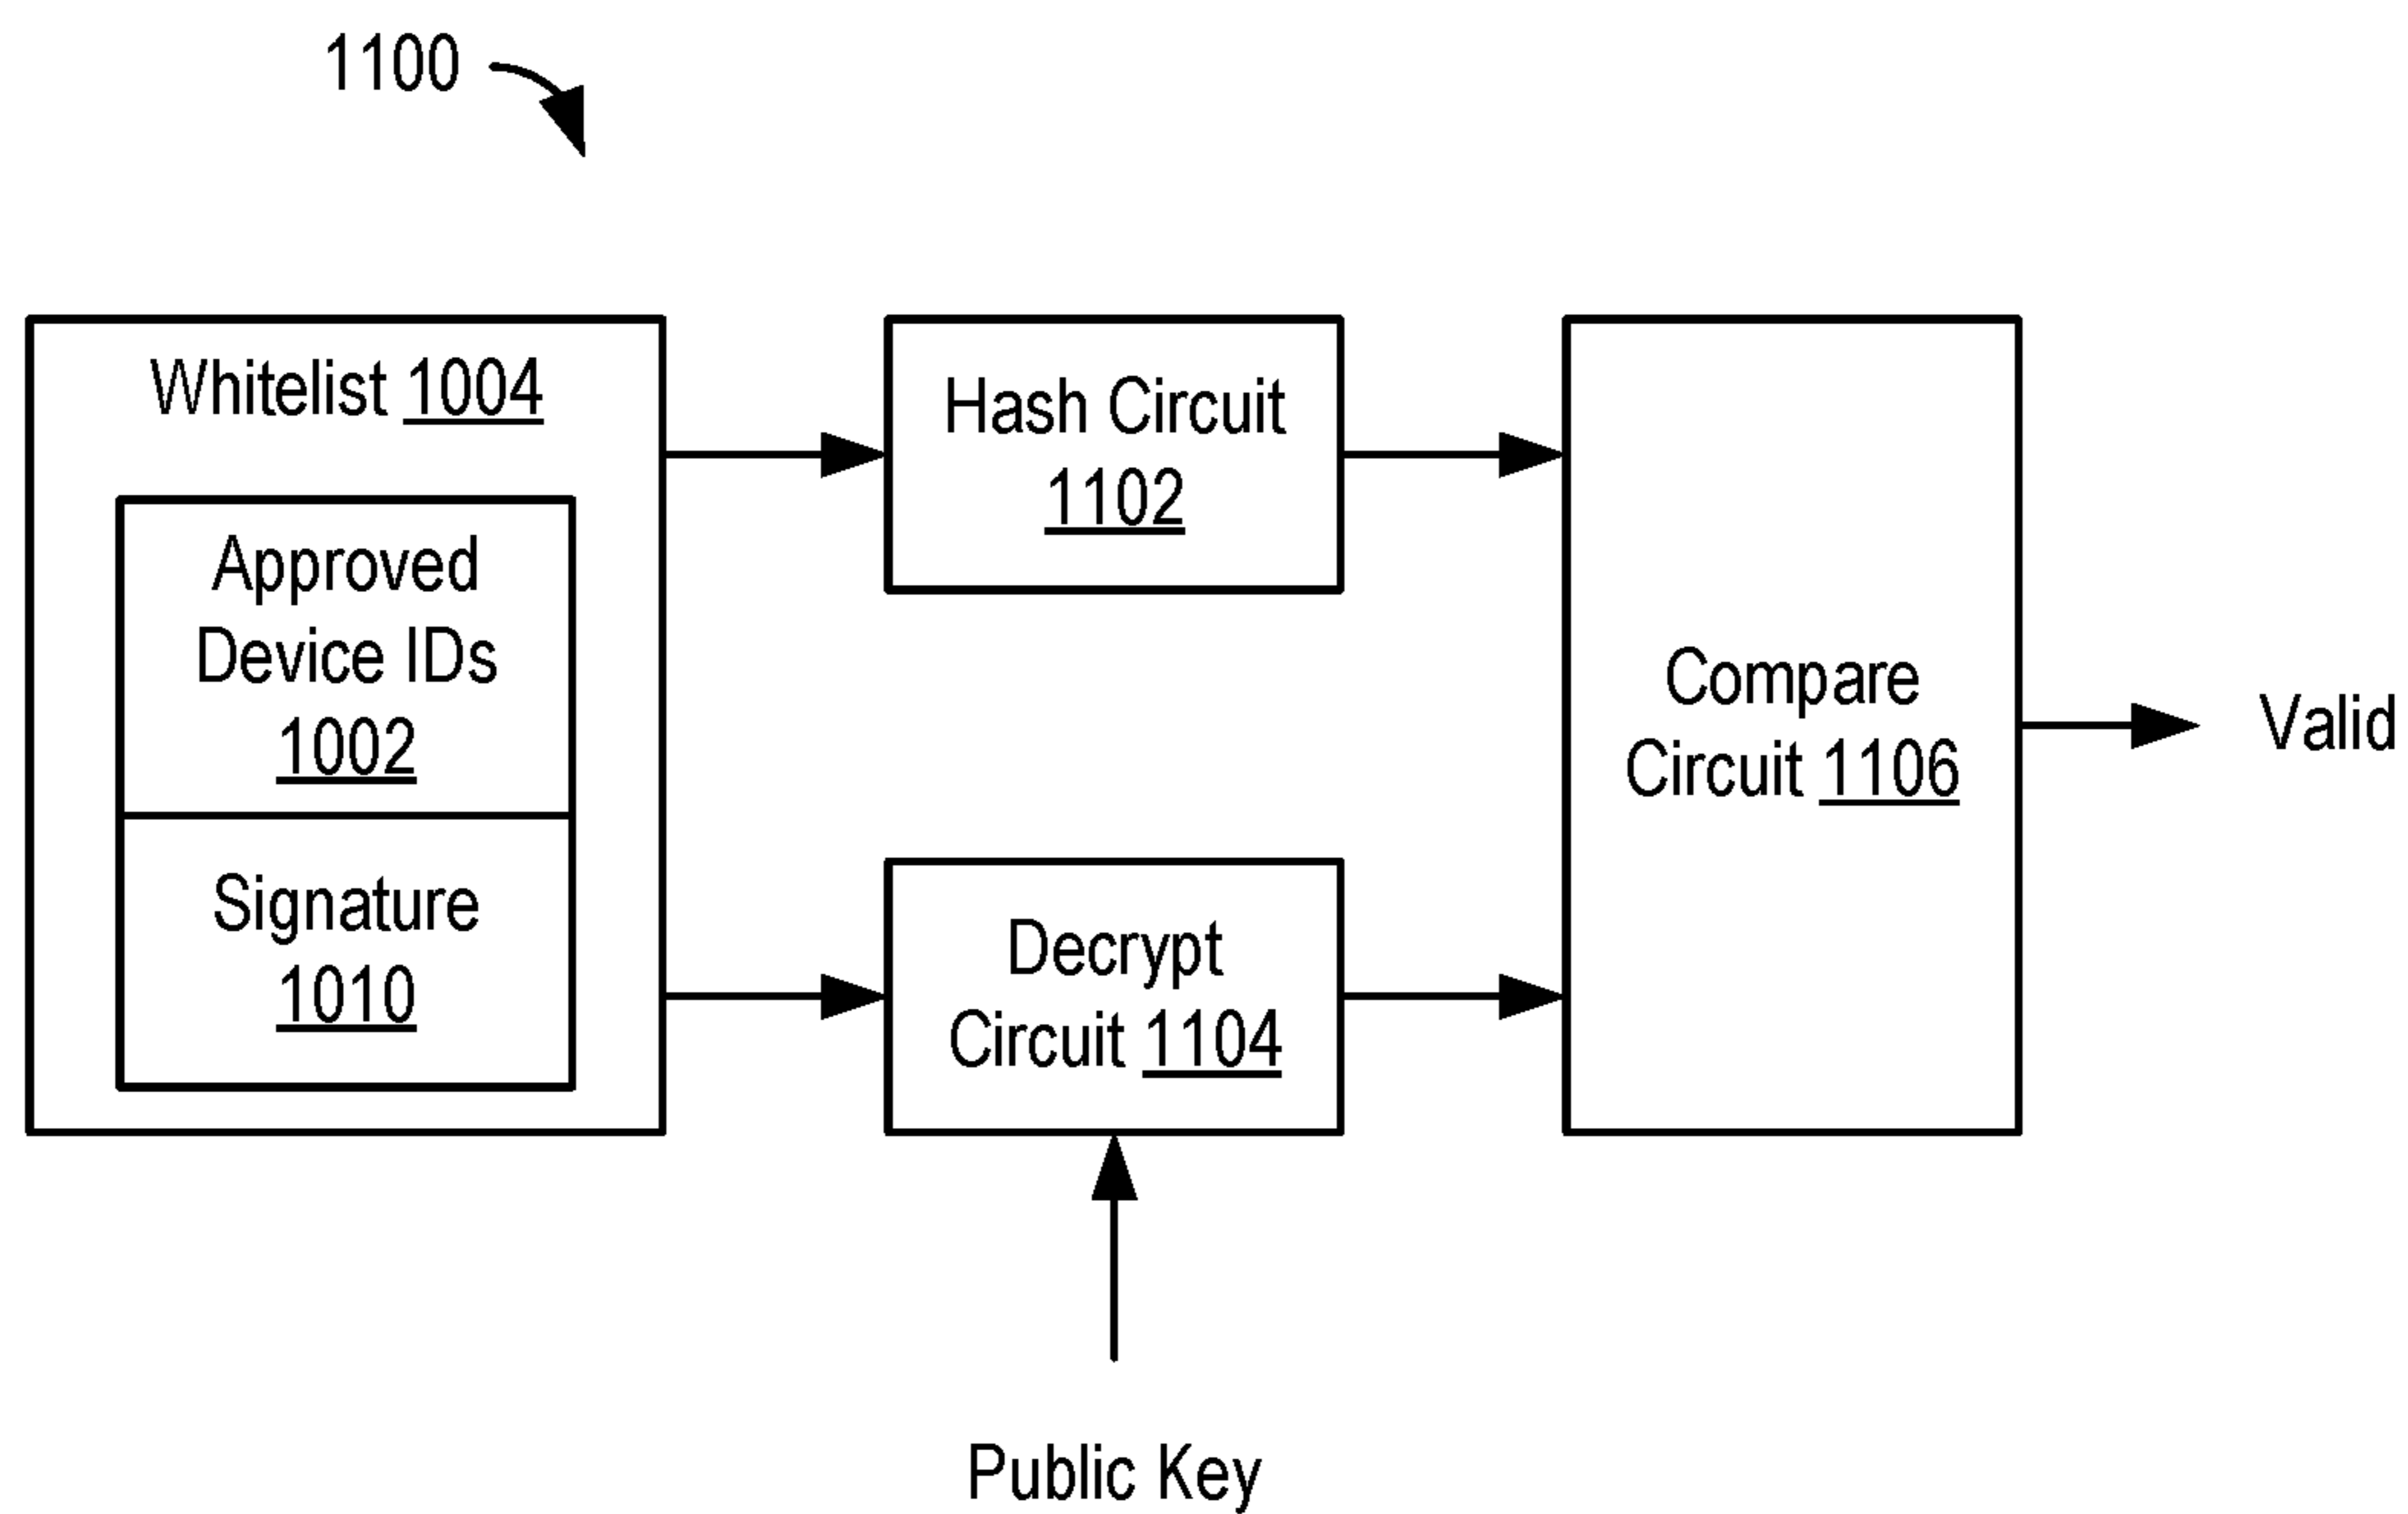 1100
Whitelist 1004
Approved
Device IDs
1002
Signature
1010
Hash Circuit
1102
Decrypt
Circuit 1104
Public Key
Compare
Circuit 1106
Valid